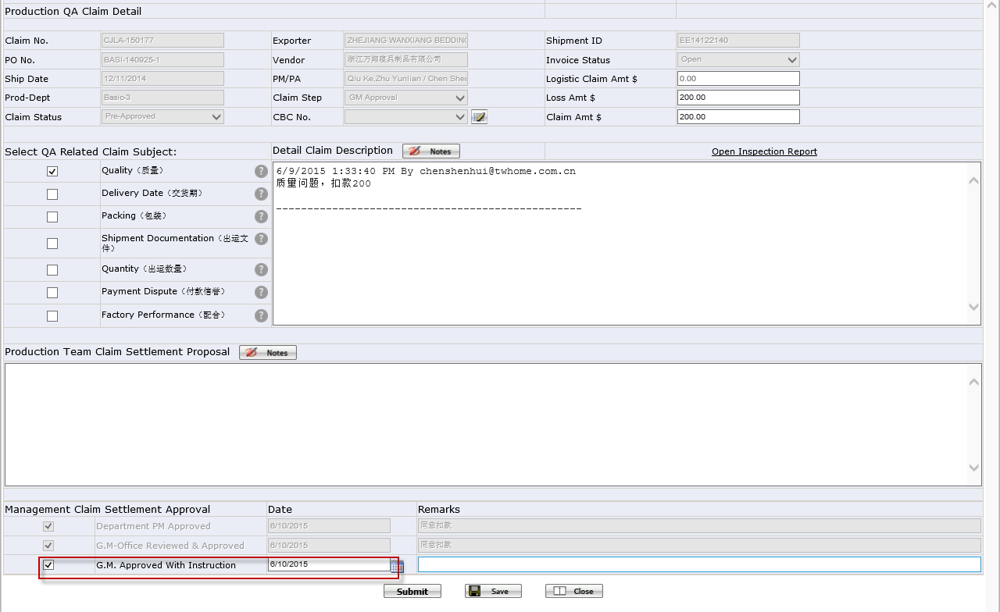 Production QA Claim Detail
Claim No. CJLA-150177 Exporter ZHEJIANG WANXIANG BEDDING Shipment ID EE14122140
PO No. BASI-140925-1 Vendor 浙江万翔寝具制品有限公司 Invoice Status Open
Ship Date 12/11/2014 PM/PA Qiu Ke,Zhu Yunlian / Chen Shen Logistic Claim Amt $ 0.00
Prod-Dept Basic-3 Claim Step GM Approval Loss Amt $ 200.00
Claim Status Pre-Approved CBC No. Claim Amt $ 200.00
Select QA Related Claim Subject: Detail Claim Description Notes Open Inspection Report
Quality（质量） ?
6/9/2015 1:33:40 PM By chenshenhui@twhome.com.cn
质量问题，扣款200
------------------------------------------------
Delivery Date（交货期） ?
Packing（包装） ?
Shipment Documentation（出运文
件） ?
Quantity（出运数量） ?
Payment Dispute（付款信誉） ?
Factory Performance（配合） ?
Production Team Claim Settlement Proposal Notes
Management Claim Settlement Approval Date Remarks
Department PM Approved 6/10/2015 同意扣款
G.M-Office Reviewed & Approved 6/10/2015 同意扣款
G.M. Approved With Instruction 6/10/2015
Submit Save Close